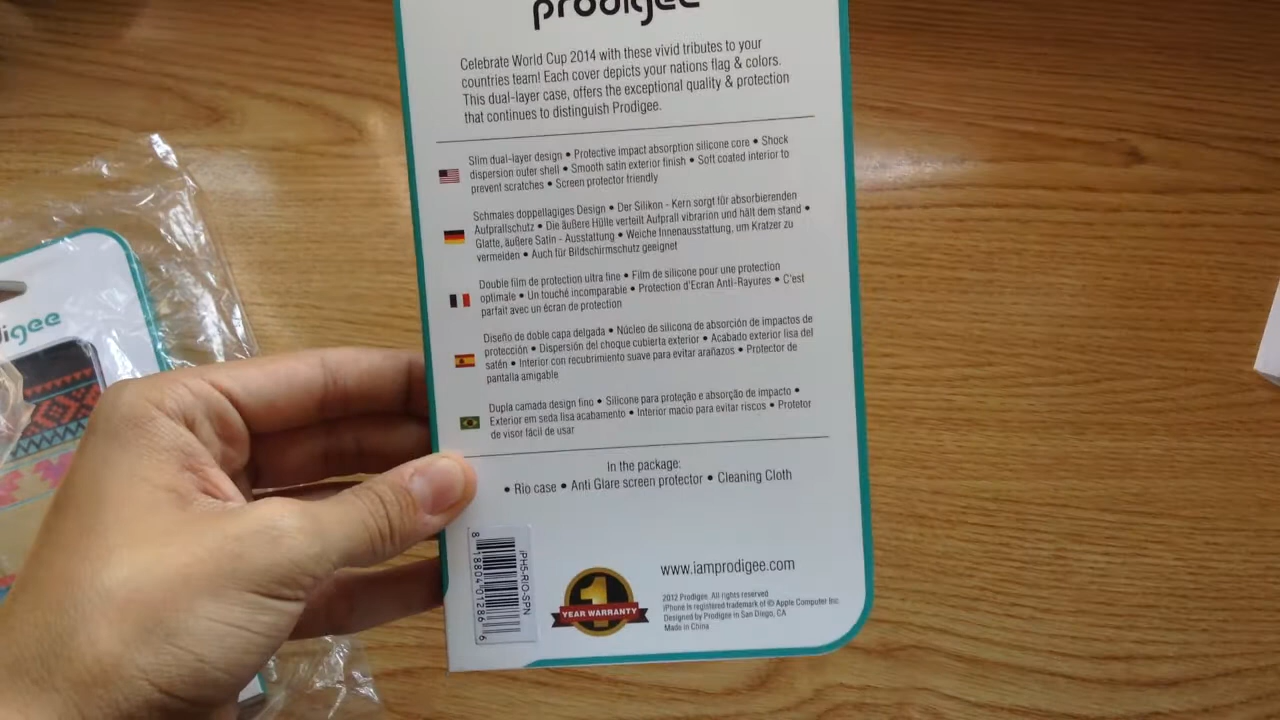 prodigee
Celebrate World Cup 2014 with these vivid tributes to your
countries team! Each cover depicts your nations flag & colors.
This dual-layer case, offers the exceptional quality & protection
that continues to distinguish Prodigee.
Slim dual-layer design • Protective impact absorption silicone core • Shock
dispersion outer shell • Smooth satin exterior finish • Soft coated interior to
prevent scratches • Screen protector friendly
Schmales doppellagiges Design • Der Silikon - Kern sorgt für absorbierenden
Aufprallschutz • Die äußere Hülle verteilt Aufprall vibrarion und hält dem stand •
Glatte, äußere Satin - Ausstattung • Weiche Innenausstattung, um Kratzer zu
vermeiden • Auch für Bildschirmschutz geeignet
Double film de protection ultra fine • Film de silicone pour une protection
optimale • Un touché incomparable • Protection d'Ecran Anti-Rayures • C'est
parfait avec un écran de protection
Diseño de doble capa delgada • Núcleo de silicona de absorción de impactos de
protección • Dispersión del choque cubierta exterior • Acabado exterior lisa del
satén • Interior con recubrimiento suave para evitar arañazos • Protector de
pantalla amigable
Dupla camada design fino • Silicone para proteção e absorção de impacto •
Exterior em seda lisa acabamento • Interior macio para evitar riscos • Protetor
de visor fácil de usar
In the package:
• Rio case • Anti Glare screen protector • Cleaning Cloth
iPH5-RIO-SPN
8 18804 01286 6
1
YEAR WARRANTY
www.iamprodigee.com
2012 Prodigee. All rights reserved
iPhone is registered trademark of © Apple Computer Inc.
Designed by Prodigee in San Diego, CA
Made in China
digee